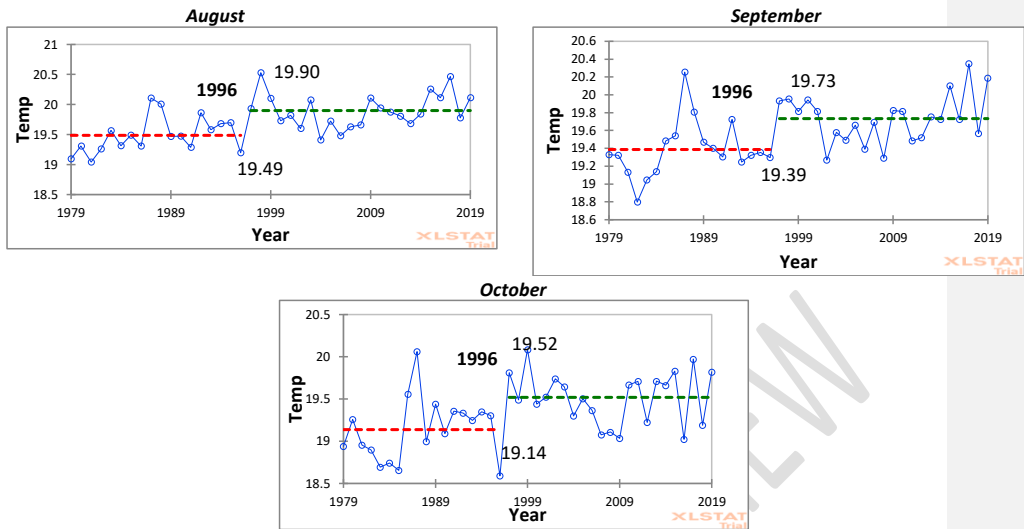 August
21
20.5
20
19.5
19
18.5
Temp
1996
19.90
19.49
1979
1989
1999
2009
2019
Year
XLSTAT
Trial
September
20.6
20.4
20.2
20
19.8
19.6
19.4
19.2
19
18.8
18.6
Temp
1996
19.73
19.39
1979
1989
1999
2009
2019
Year
XLSTAT
Trial
October
20.5
20
19.5
19
18.5
Temp
1996
19.52
19.14
1979
1989
1999
2009
2019
Year
XLSTAT
Trial
EW